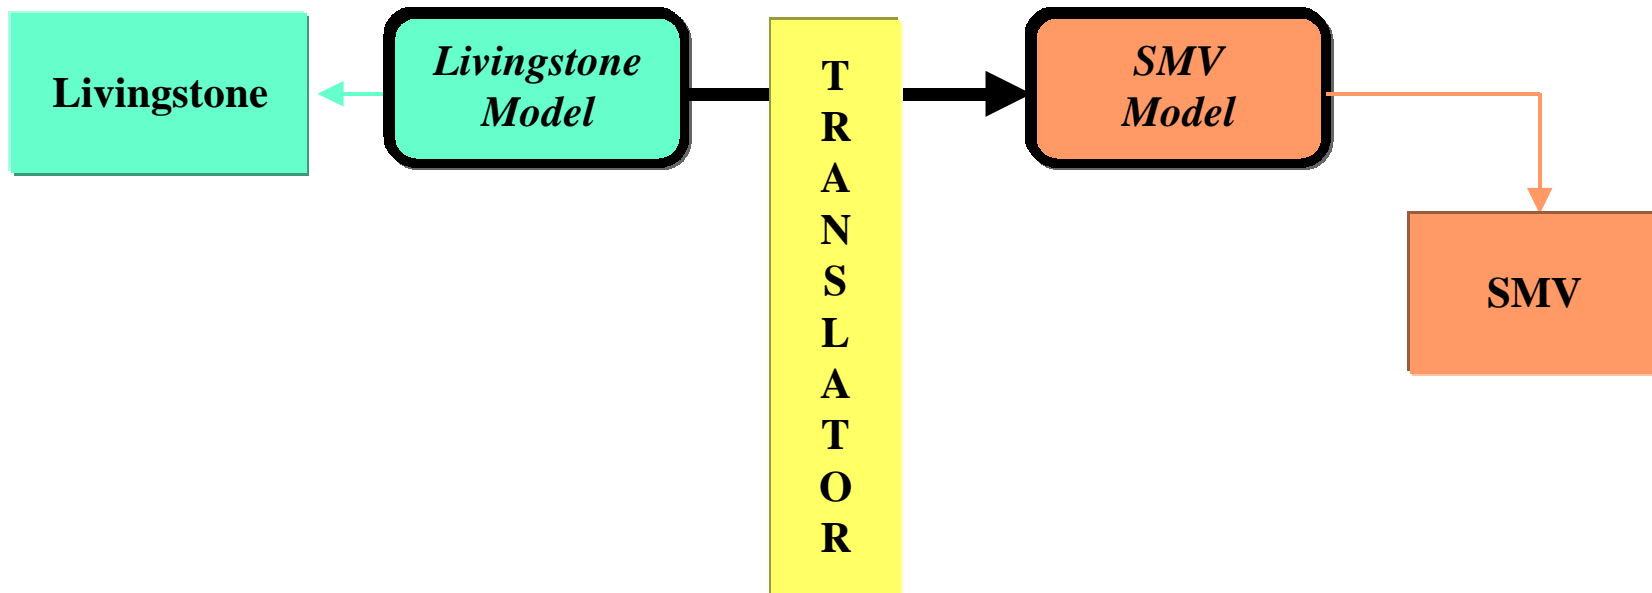 Livingstone
Livingstone
Model
T
R
A
N
S
L
A
T
O
R
SMV
Model
SMV